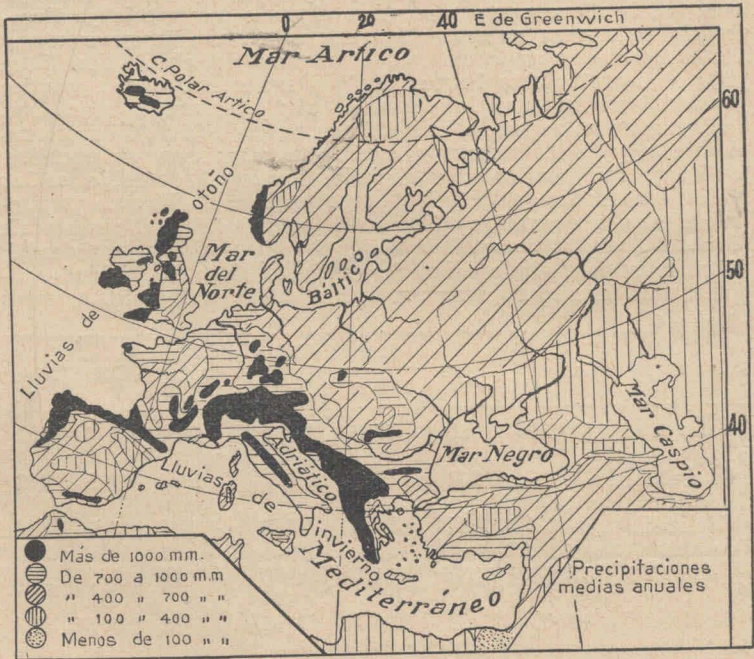 0 20 40 E de Greenwich
Mar Artico
C. Polar Artico
60
otoño
Mar
del
Norte
Báltico
50
Lluvias de
Mar Caspio
40
Mar Negro
Adriático
Lluvias de
invierno
Mediterráneo
Más de 1000 mm.
De 700 a 1000 m.m
" 400 " 700 " "
" 100 " 400 " "
Menos de 100 " "
Precipitaciones
medias anuales